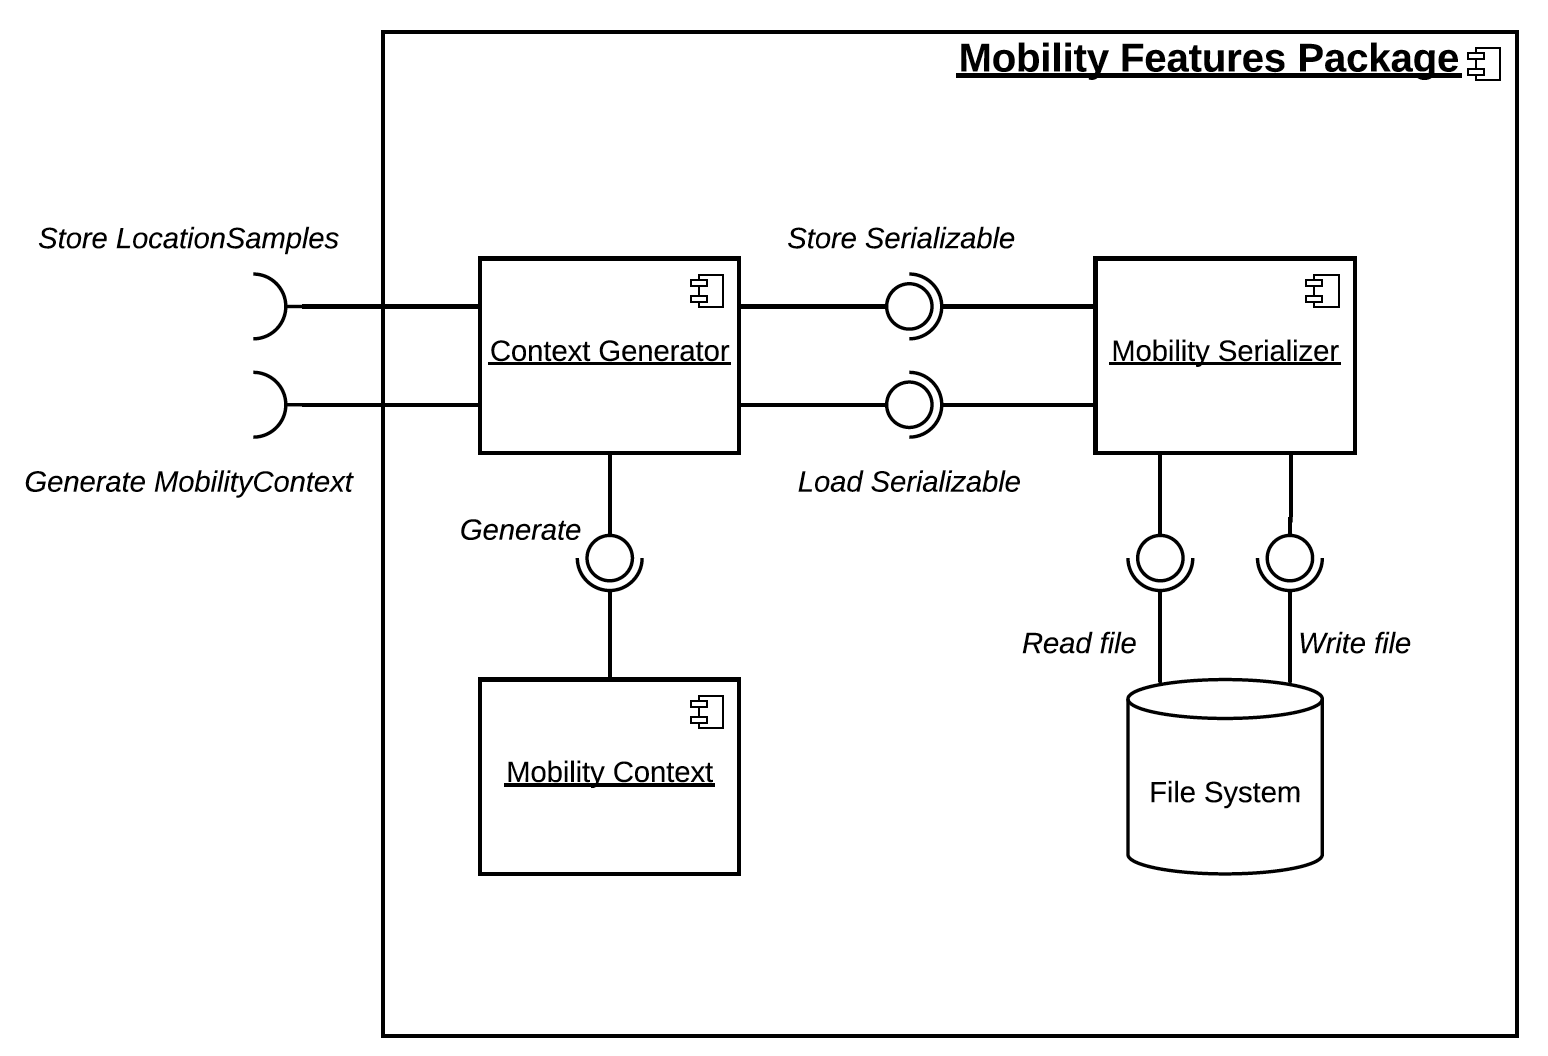 Mobility Features Package
Store LocationSamples
Store Serializable
Context Generator
Mobility Serializer
Generate MobilityContext
Load Serializable
Generate
Read file
Write file
Mobility Context
File System